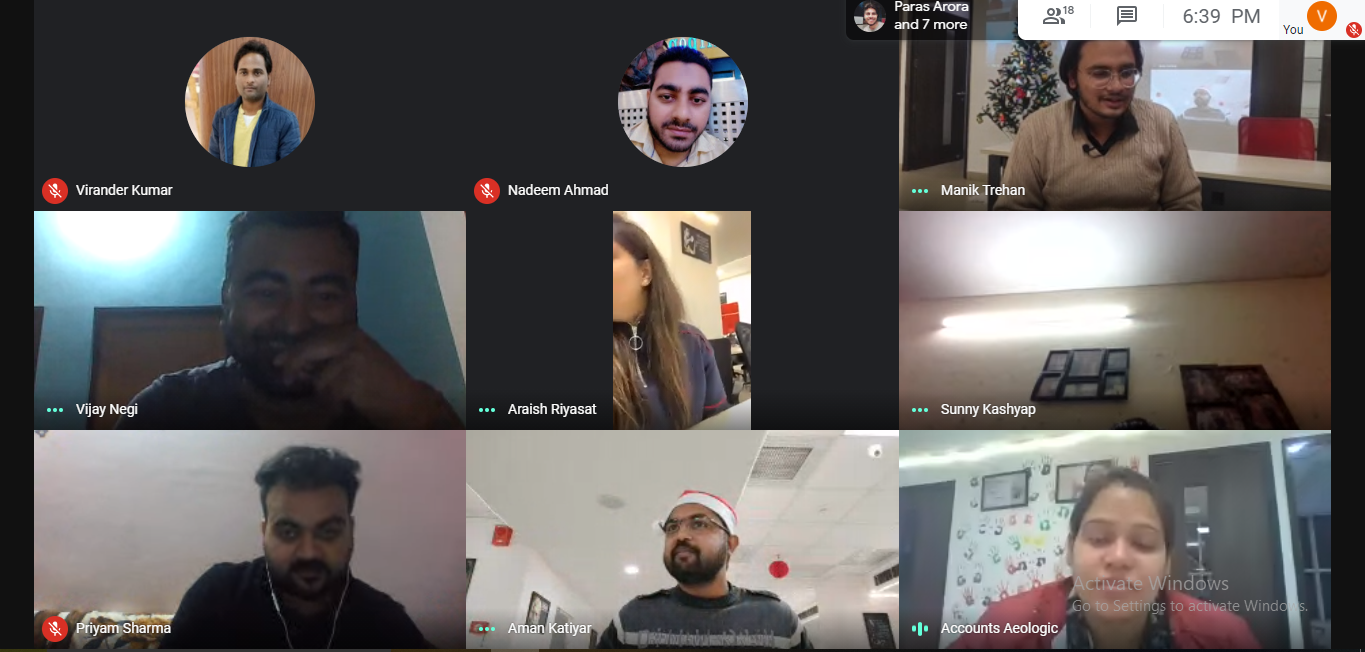 Paras Arora
and 7 more
18
6:39 PM
You
V
Virander Kumar
Nadeem Ahmad
Manik Trehan
Vijay Negi
Araish Riyasat
Sunny Kashyap
Priyam Sharma
Aman Katiyar
Accounts Aeologic
Activate Windows
Go to Settings to activate Windows.